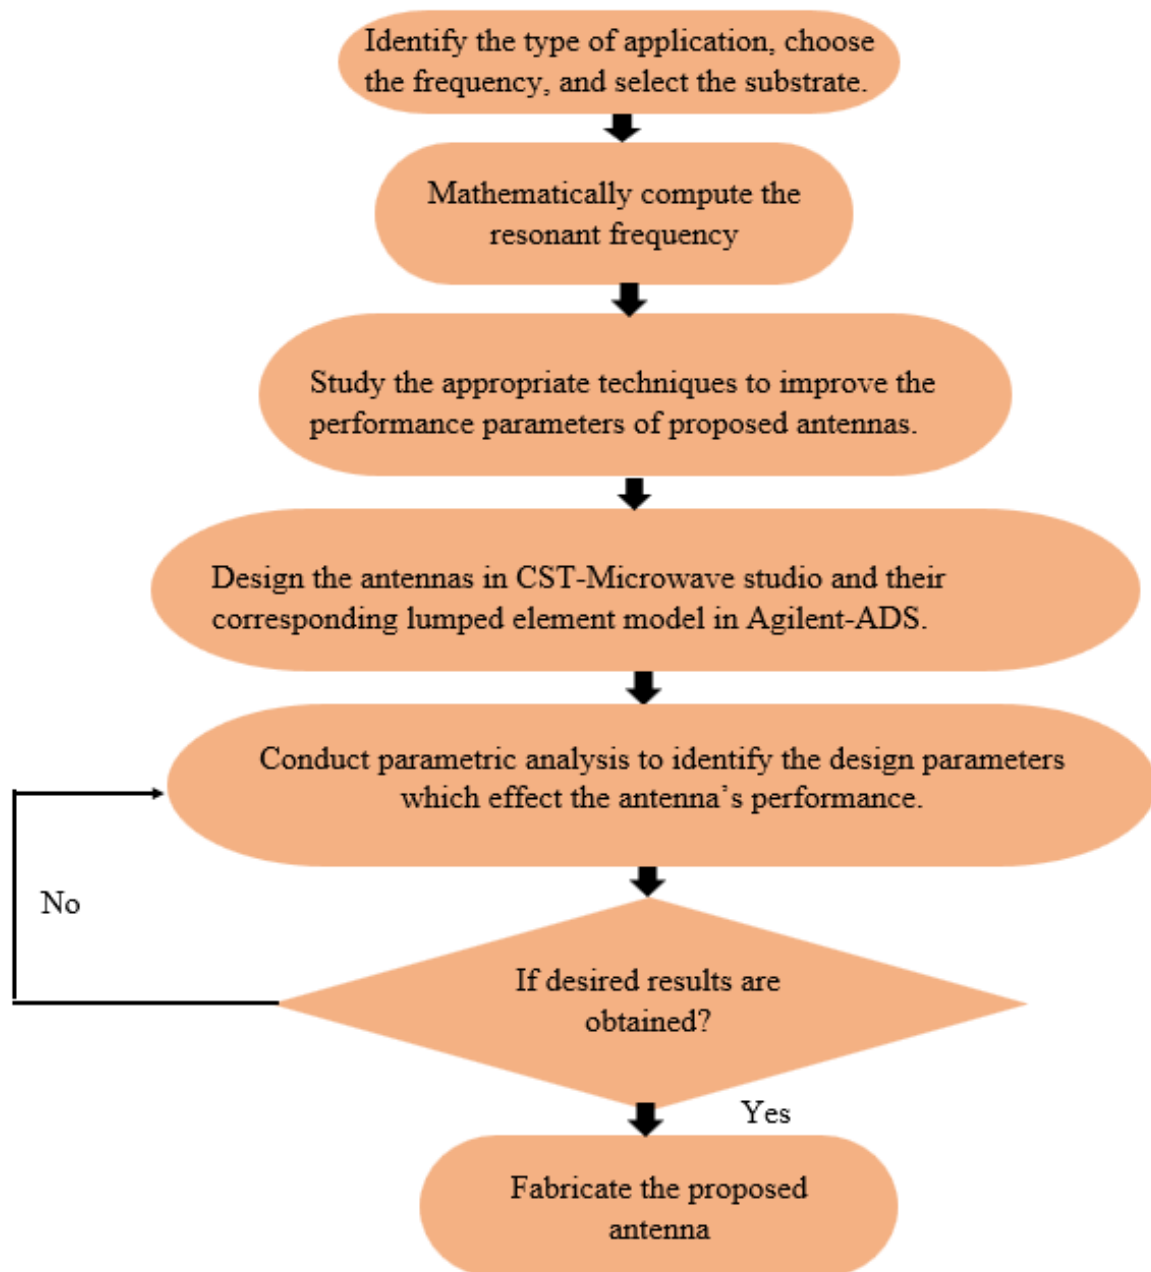 Identify the type of application, choose
the frequency, and select the substrate.
Mathematically compute the
resonant frequency
Study the appropriate techniques to improve the
performance parameters of proposed antennas.
Design the antennas in CST-Microwave studio and their
corresponding lumped element model in Agilent-ADS.
Conduct parametric analysis to identify the design parameters
which effect the antenna’s performance.
No
If desired results are
obtained?
Yes
Fabricate the proposed
antenna